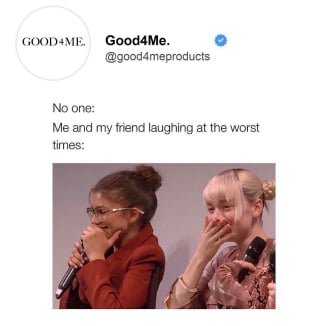 GOOD4ME.
Good4Me.
@good4meproducts
No one:
Me and my friend laughing at the worst
times: